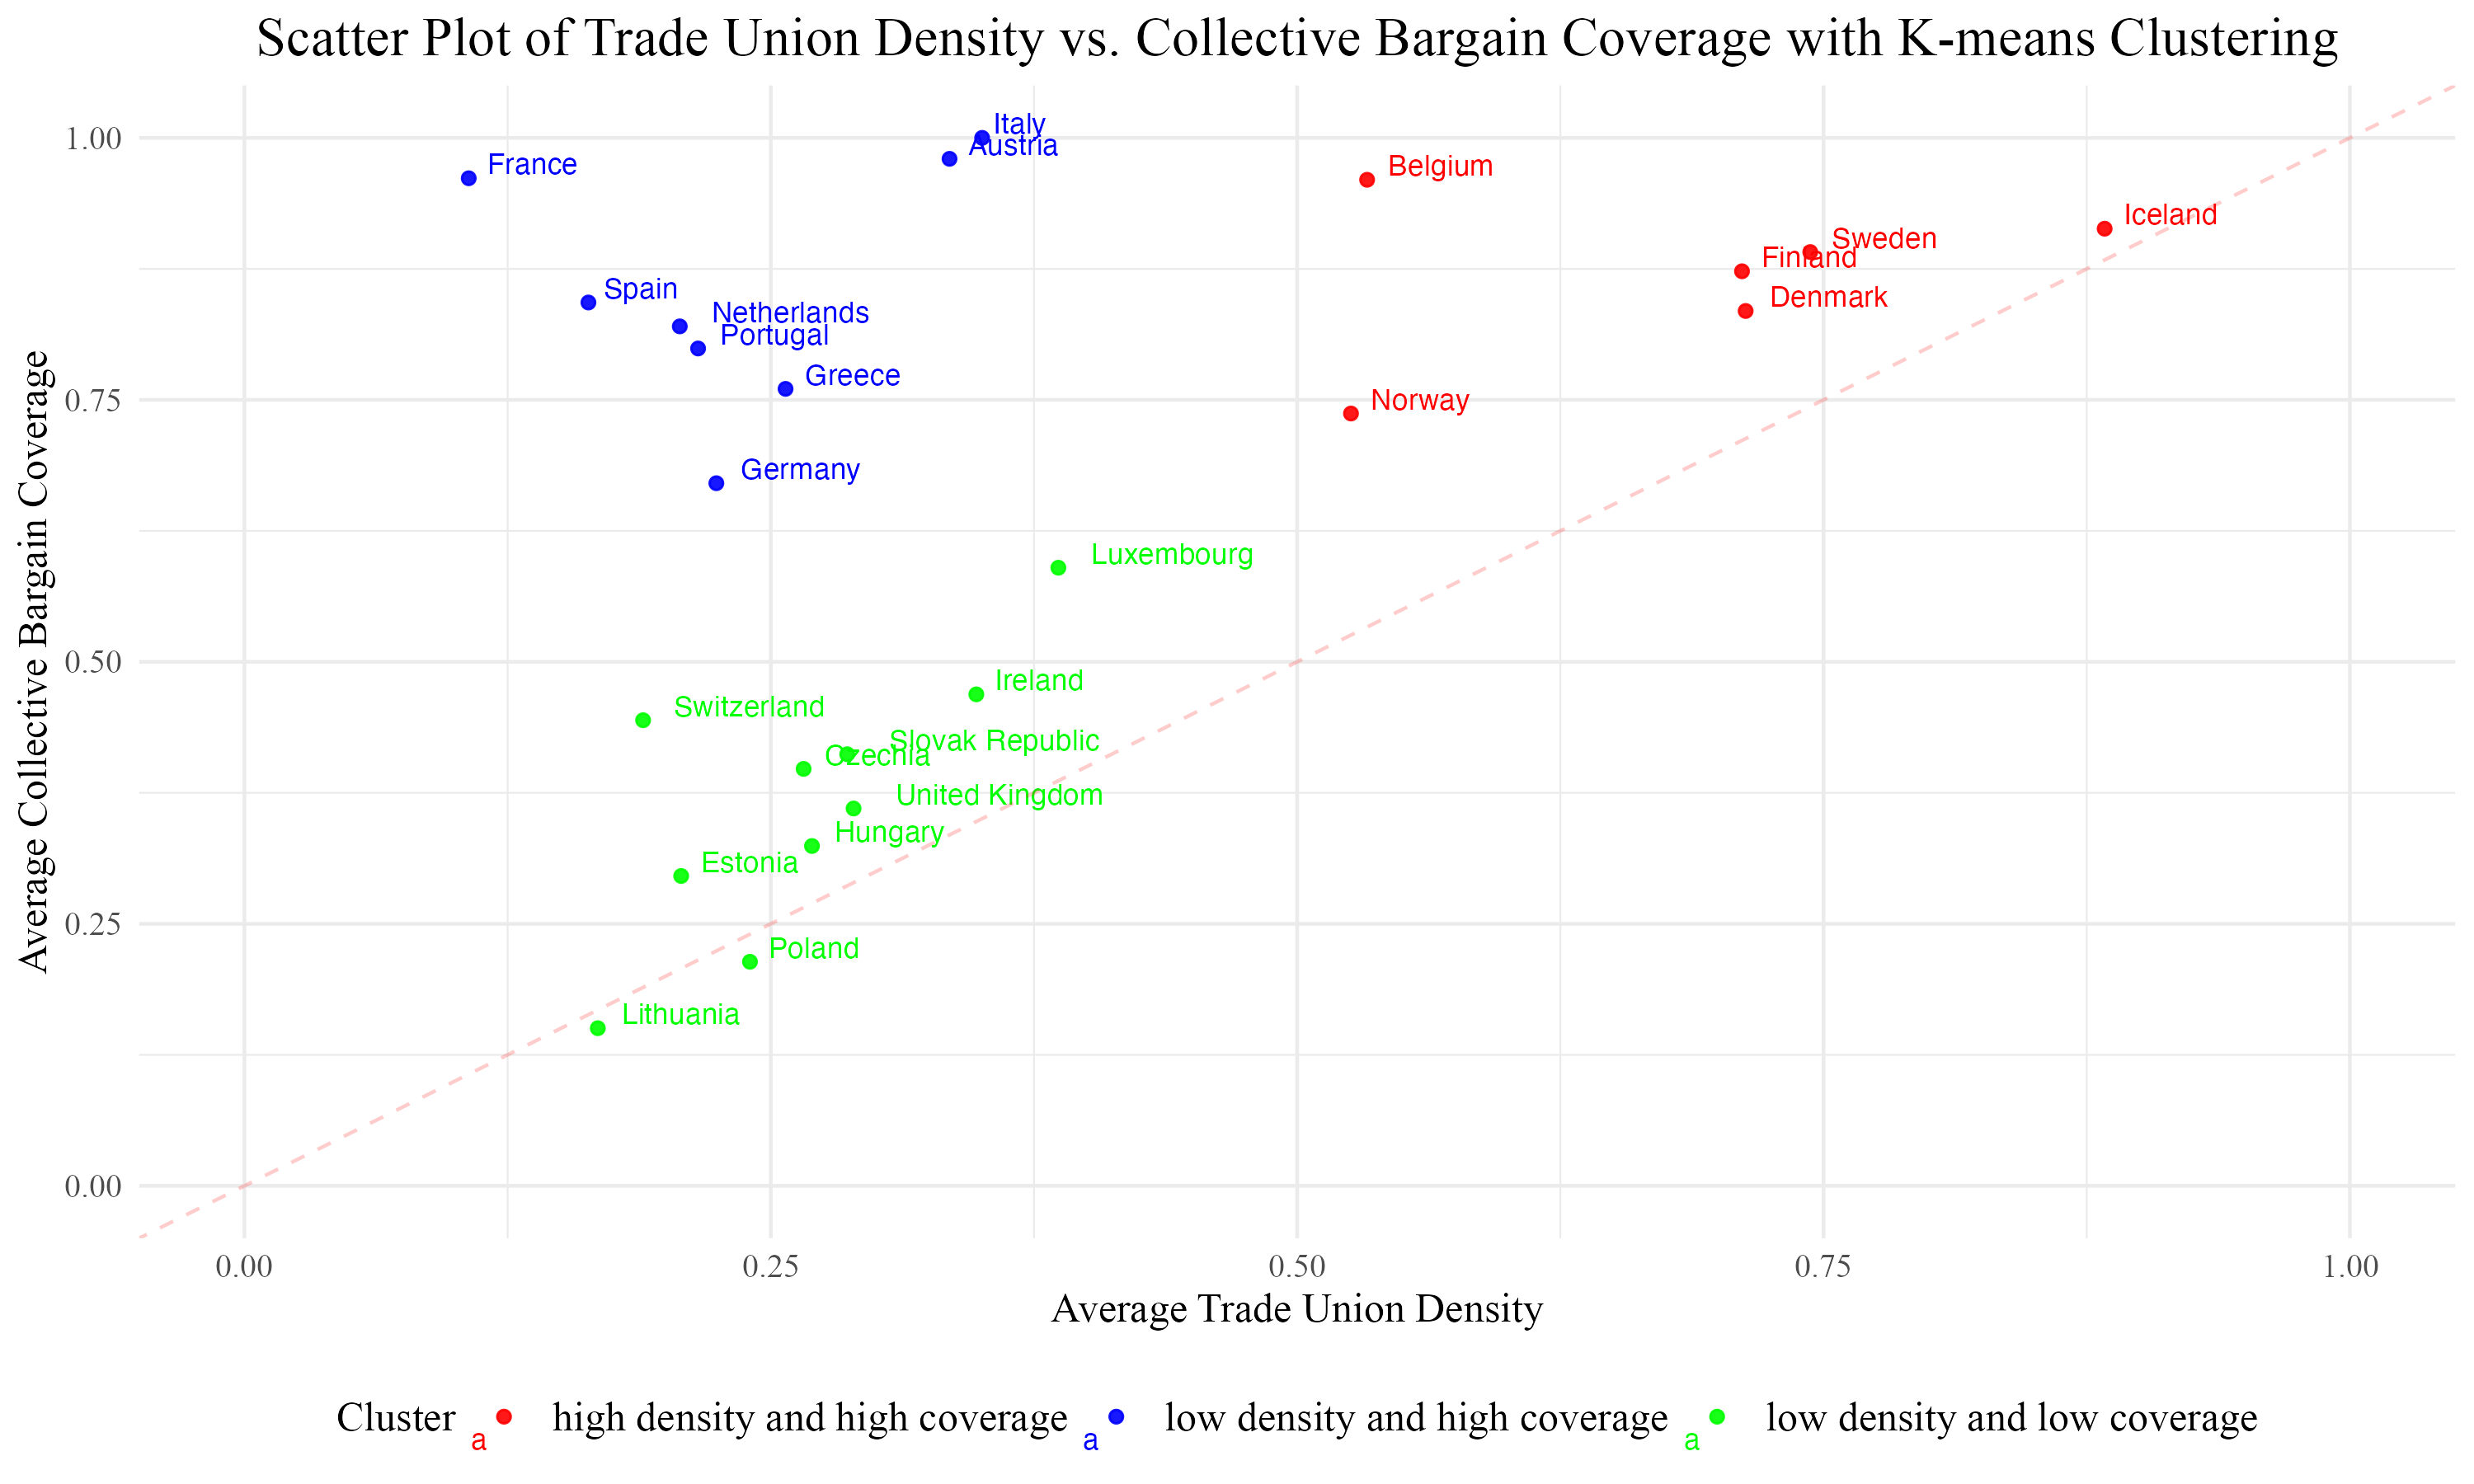 Scatter Plot of Trade Union Density vs. Collective Bargain Coverage with K-means Clustering
Average Collective Bargain Coverage
1.00
0.75
0.50
0.25
0.00
Italy
Austria
France
Belgium
Iceland
Sweden
Finland
Spain
Denmark
Netherlands
Portugal
Greece
Norway
Germany
Luxembourg
Ireland
Switzerland
Slovak Republic
Czechia
United Kingdom
Hungary
Estonia
Poland
Lithuania
0.00 0.25 0.50 0.75 1.00
Average Trade Union Density
Cluster a high density and high coverage a low density and high coverage a low density and low coverage